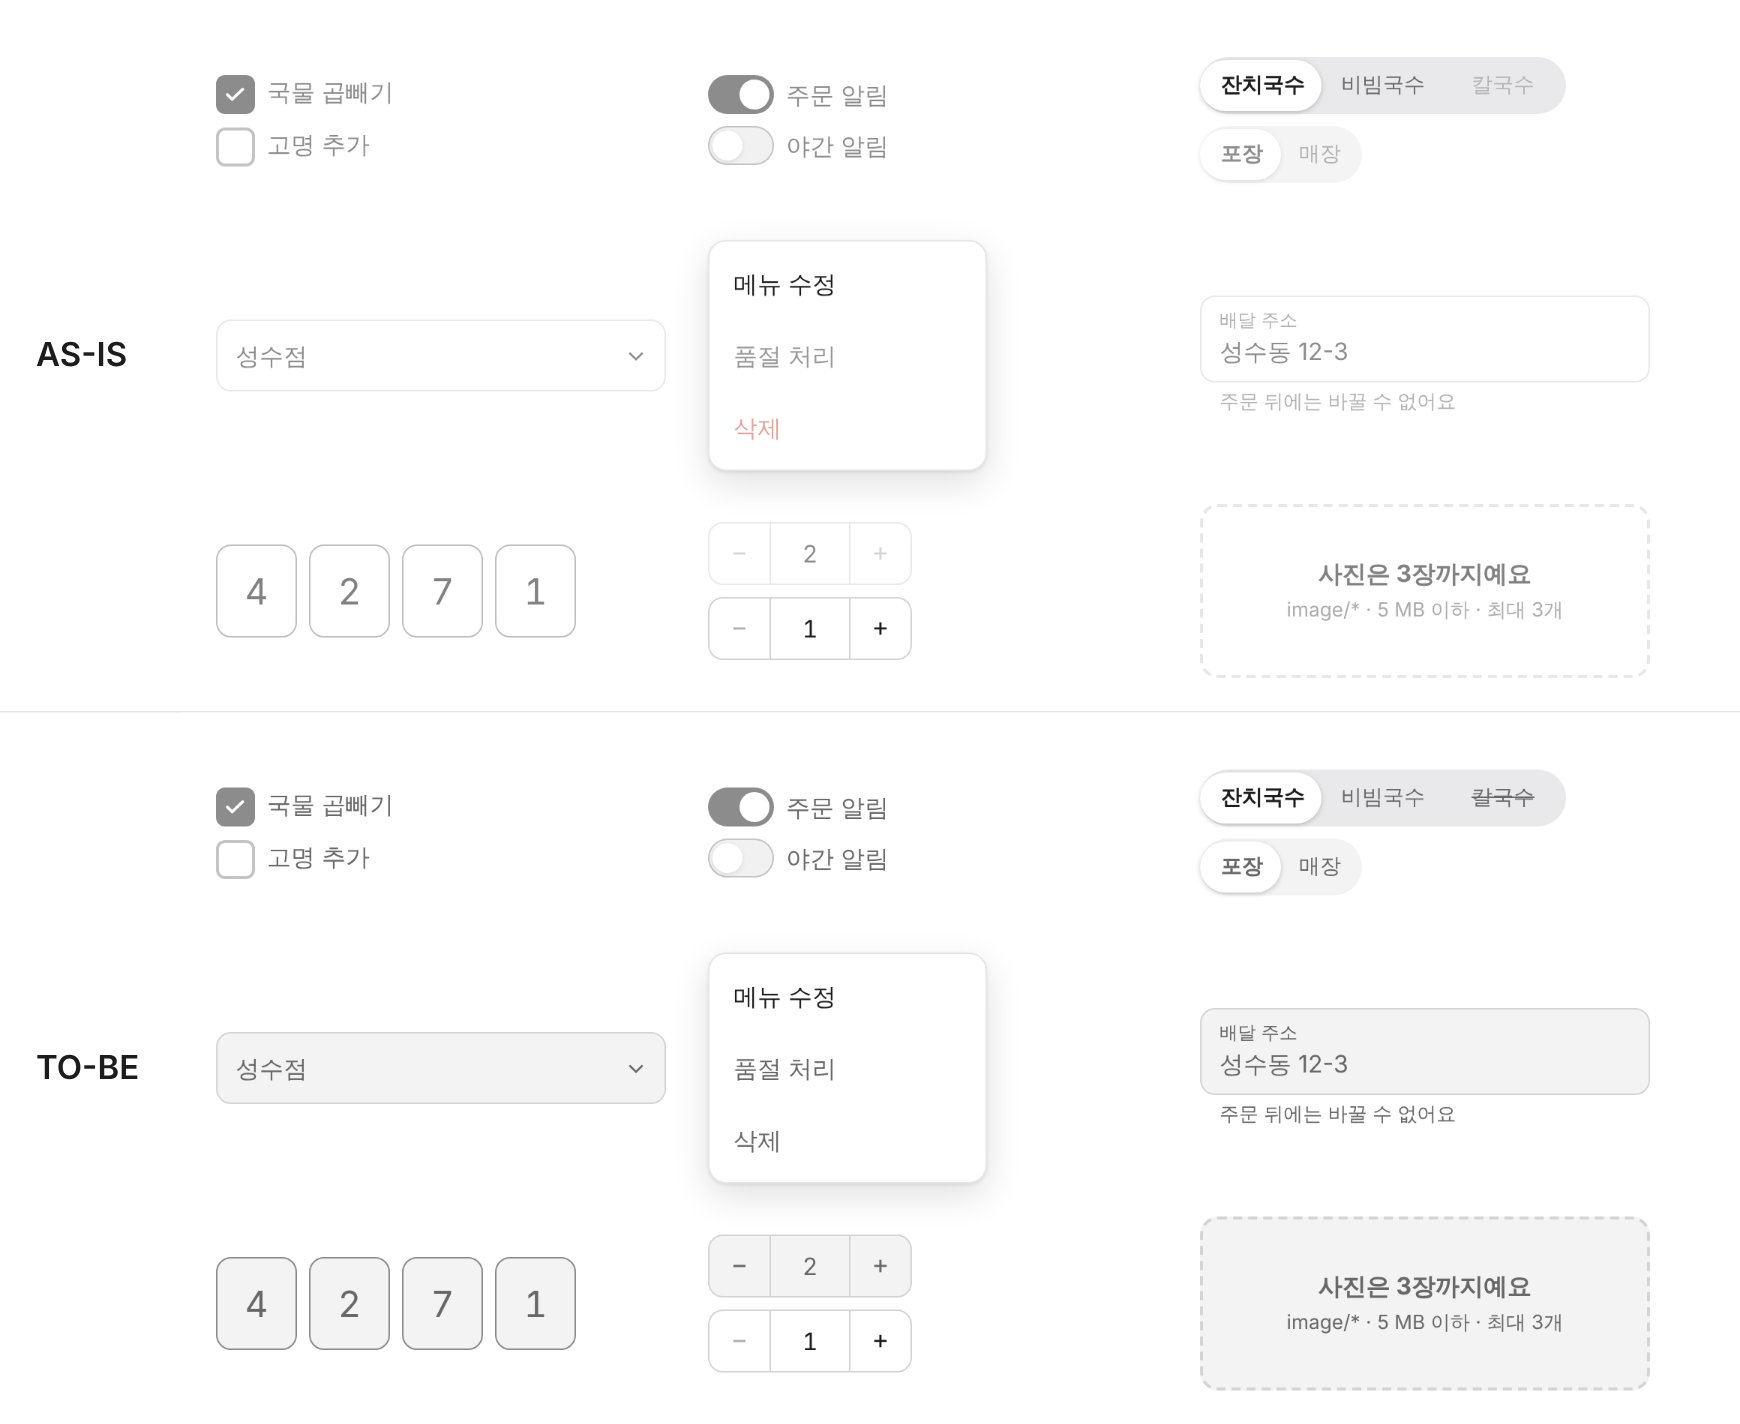 국물 곱빼기
고명 추가
주문 알림
야간 알림
잔치국수 비빔국수 칼국수
포장 매장
AS-IS
성수점
메뉴 수정
품절 처리
삭제
배달 주소
성수동 12-3
주문 뒤에는 바꿀 수 없어요
4 2 7 1
− 2 +
− 1 +
사진은 3장까지예요
image/* · 5 MB 이하 · 최대 3개
국물 곱빼기
고명 추가
주문 알림
야간 알림
잔치국수 비빔국수 칼국수
포장 매장
TO-BE
성수점
메뉴 수정
품절 처리
삭제
배달 주소
성수동 12-3
주문 뒤에는 바꿀 수 없어요
4 2 7 1
− 2 +
− 1 +
사진은 3장까지예요
image/* · 5 MB 이하 · 최대 3개